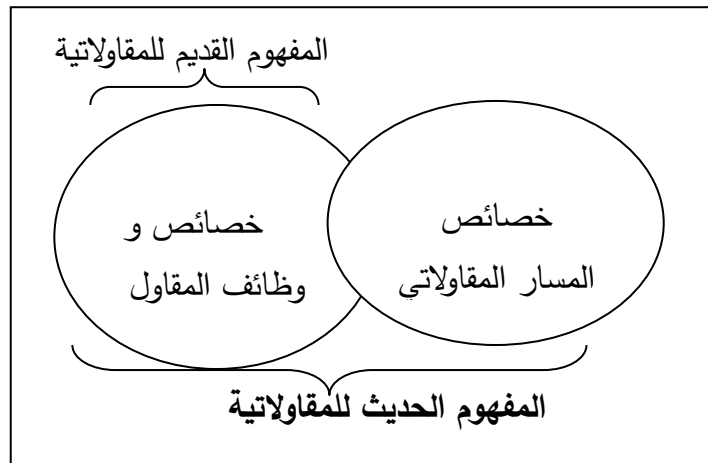 المفهوم القديم للمقاولاتية
خصائص
المسار المقاولاتي
خصائص و
وظائف المقاول
المفهوم الحديث للمقاولاتية